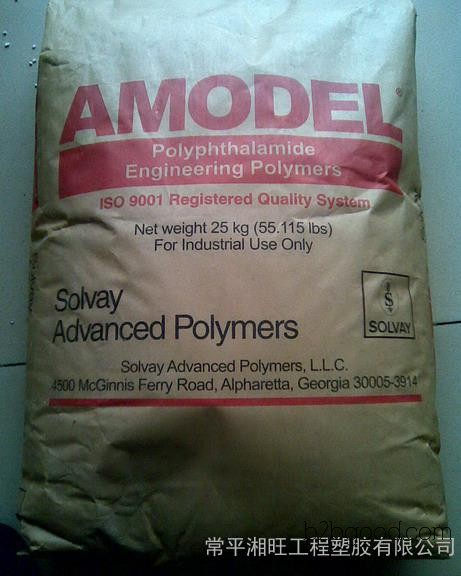 AMODEL®
Polyphthalamide
Engineering Polymers
ISO 9001 Registered Quality System
Net weight 25 kg (55.115 lbs)
For Industrial Use Only
Solvay
Advanced Polymers
S
SOLVAY
Solvay Advanced Polymers, L.L.C.
4500 McGinnis Ferry Road, Alpharetta, Georgia 30005-3914
b2bgood.com
常平湘旺工程塑胶有限公司